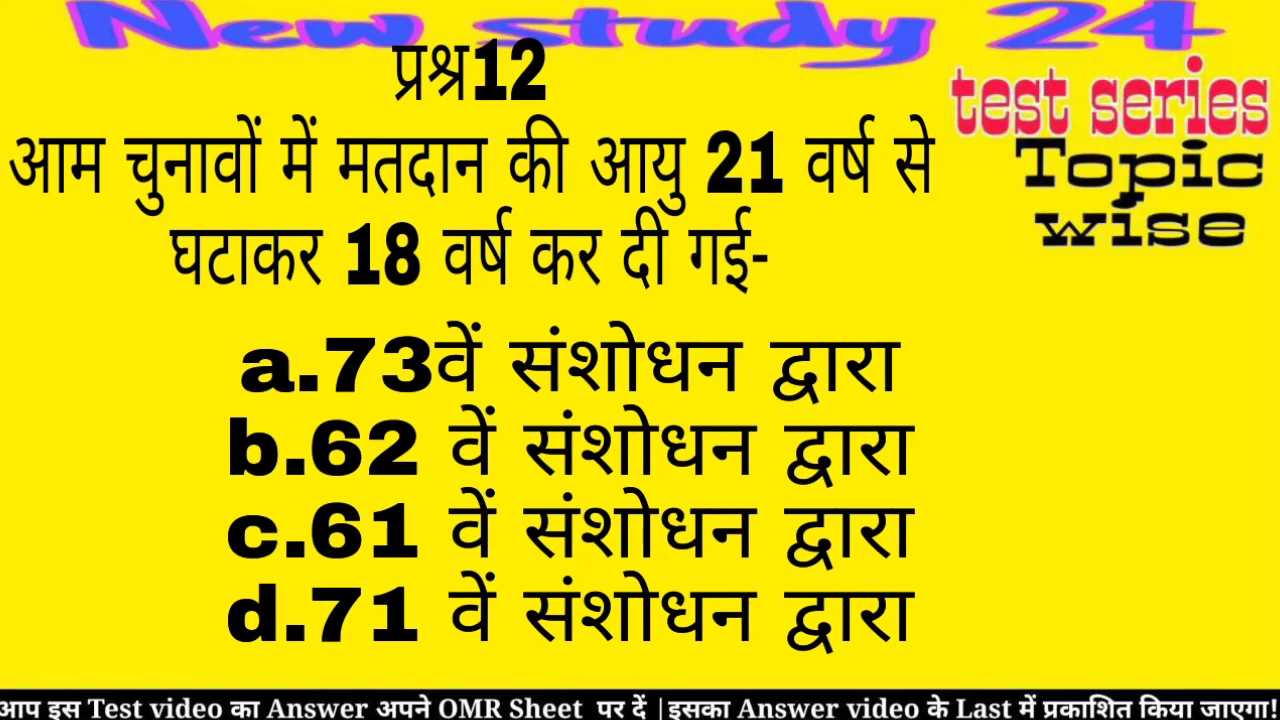 New study 24
प्रश्न12
test series
Topic
wise
आम चुनावों में मतदान की आयु 21 वर्ष से
घटाकर 18 वर्ष कर दी गई-
a.73वें संशोधन द्वारा
b.62 वें संशोधन द्वारा
c.61 वें संशोधन द्वारा
d.71 वें संशोधन द्वारा
आप इस Test video का Answer अपने OMR Sheet पर दें |इसका Answer video के Last में प्रकाशित किया जाएगा!